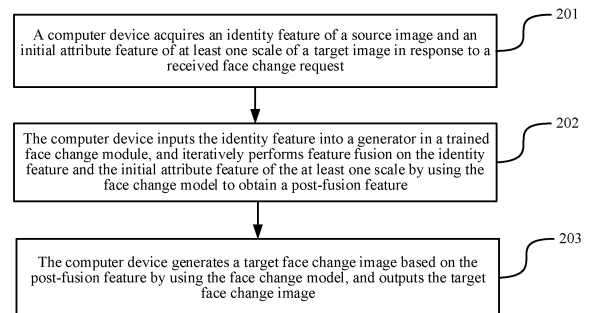 201
A computer device acquires an identity feature of a source image and an
initial attribute feature of at least one scale of a target image in response to a
received face change request
202
The computer device inputs the identity feature into a generator in a trained
face change module, and iteratively performs feature fusion on the identity
feature and the initial attribute feature of the at least one scale by using the
face change model to obtain a post-fusion feature
203
The computer device generates a target face change image based on the
post-fusion feature by using the face change model, and outputs the target
face change image